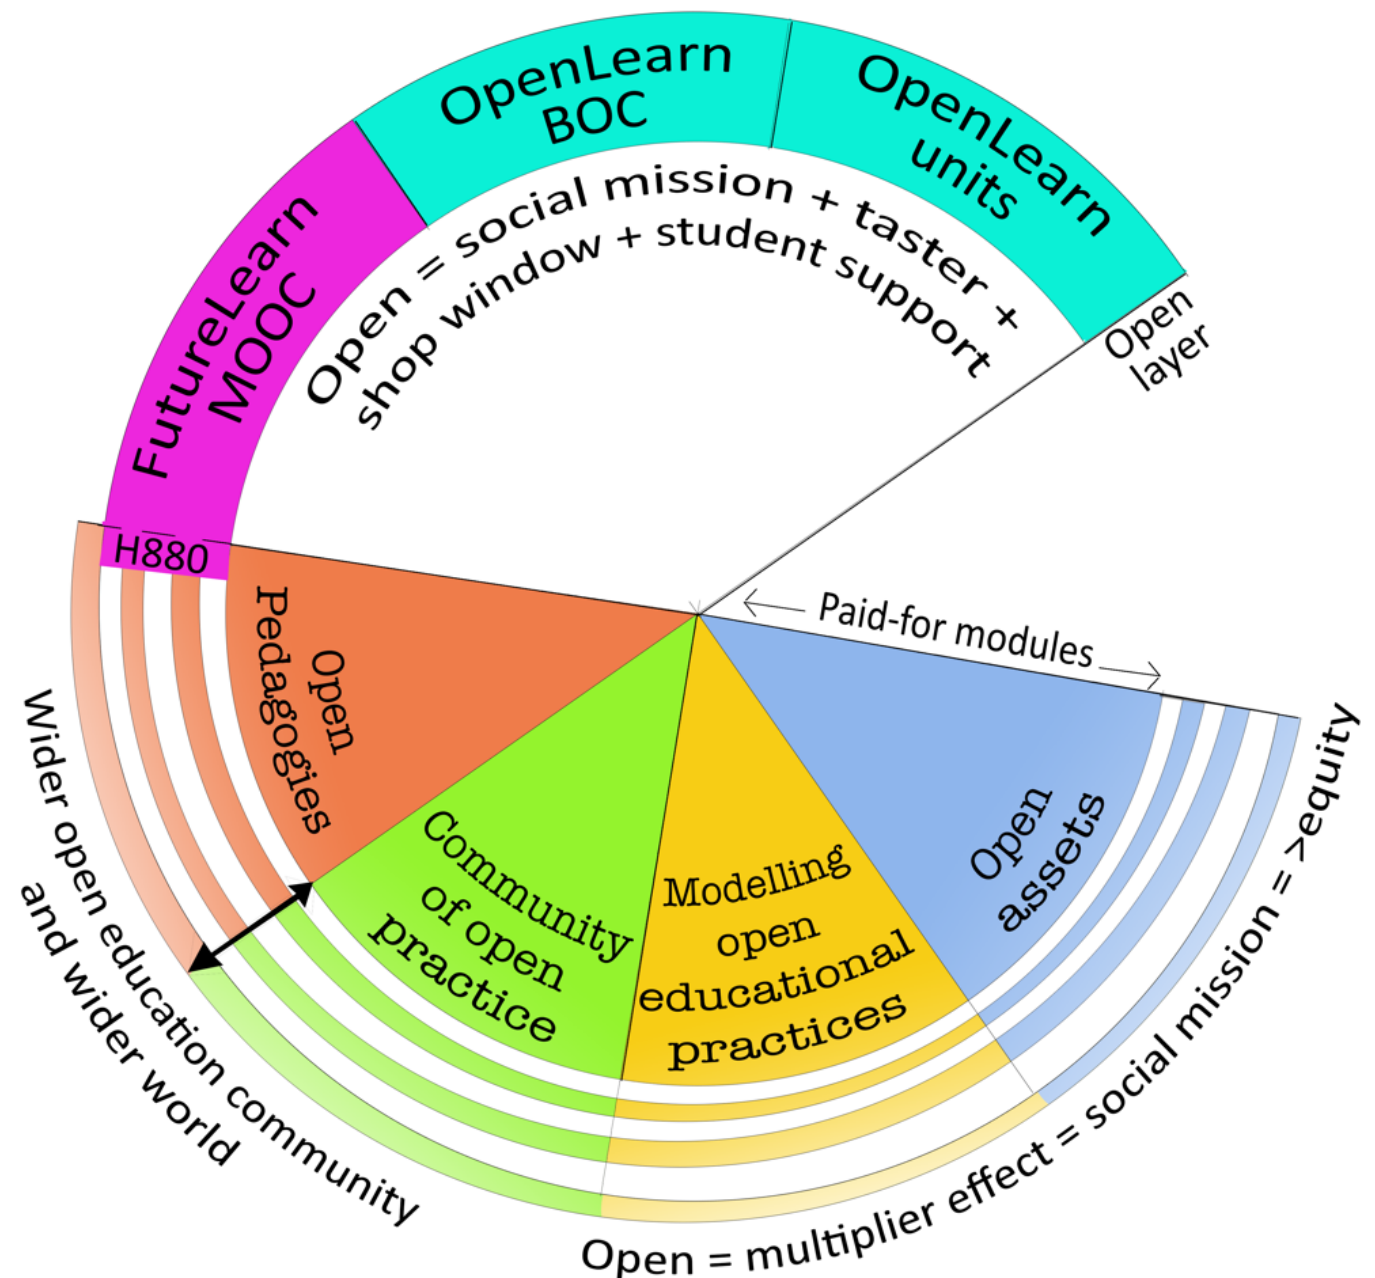 OpenLearn
BOC
OpenLearn
units
FutureLearn
MOOC
Open = social mission + taster +
shop window + student support
Open
layer
H880
Paid-for modules
Open
Pedagogies
Community
of open
practice
Modelling
open
educational
practices
Open
assets
Wider open education community
and wider world
Open = multiplier effect = social mission = >equity